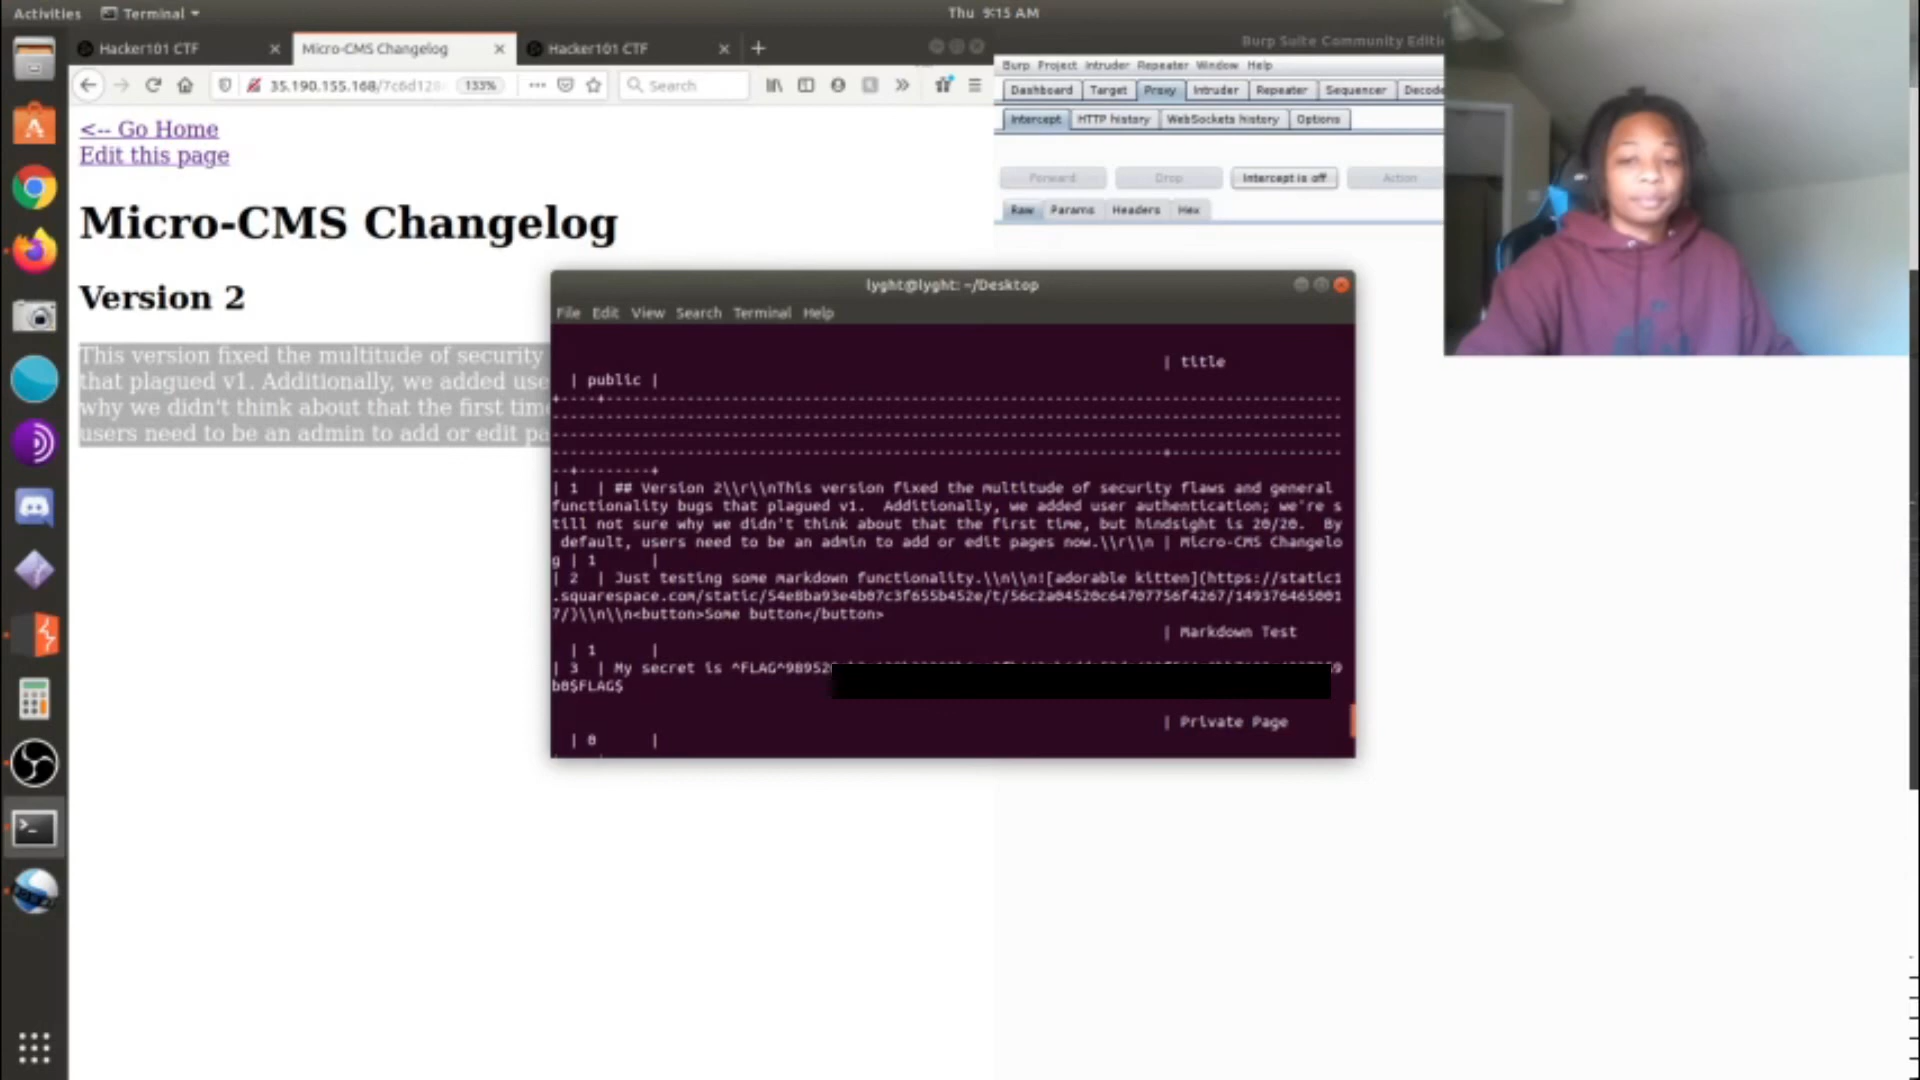 Activities
Terminal
Thu 9:15 AM
Hacker101 CTF
Micro-CMS Changelog
Hacker101 CTF
35.190.155.168/7c6d128
133%
Search
<-- Go Home
Edit this page
Micro-CMS Changelog
Version 2
This version fixed the multitude of security
that plagued v1. Additionally, we added use
why we didn't think about that the first time
users need to be an admin to add or edit pa
Burp Suite Community Editi
Burp Project Intruder Repeater Window Help
Dashboard Target Proxy Intruder Repeater Sequencer Decode
Intercept HTTP history WebSockets history Options
Forward Drop Intercept is off Action
Raw Params Headers Hex
lyght@lyght: ~/Desktop
File Edit View Search Terminal Help
| title
| public |
| 1 | ## Version 2\\r\\nThis version fixed the multitude of security flaws and general
functionality bugs that plagued v1. Additionally, we added user authentication; we're s
till not sure why we didn't think about that the first time, but hindsight is 20/20. By
default, users need to be an admin to add or edit pages now.\\r\\n | Micro-CMS Changelo
g | 1 |
| 2 | Just testing some markdown functionality.\\n\\n![adorable kitten](https://static1
.squarespace.com/static/54e8ba93e4b07c3f655b452e/t/56c2a04520c64707756f4267/149376465001
7/)\\n\\n<button>Some button</button>
| Markdown Test
| 1 |
| 3 | My secret is ^FLAG^98952
b0$FLAG$
| Private Page
| 0 |